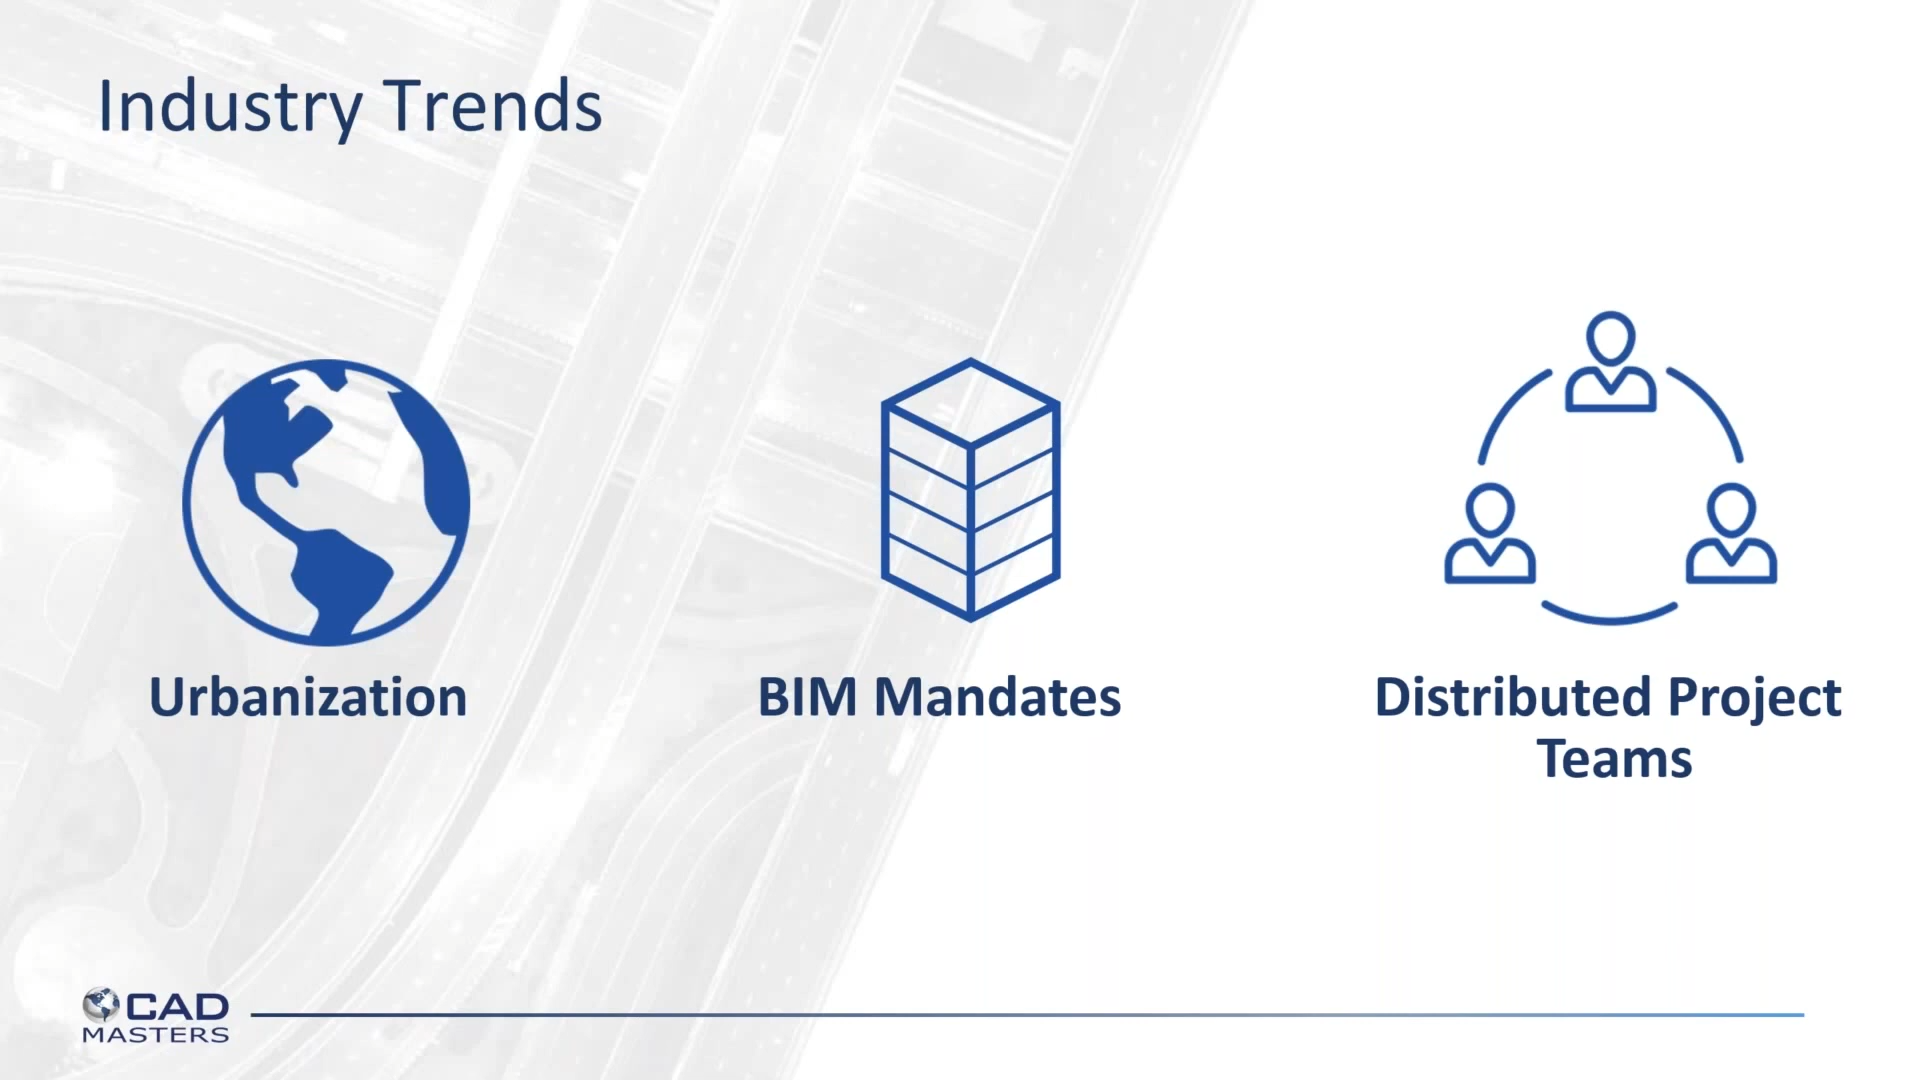 Industry Trends
Urbanization
BIM Mandates
Distributed Project
Teams
CAD
MASTERS